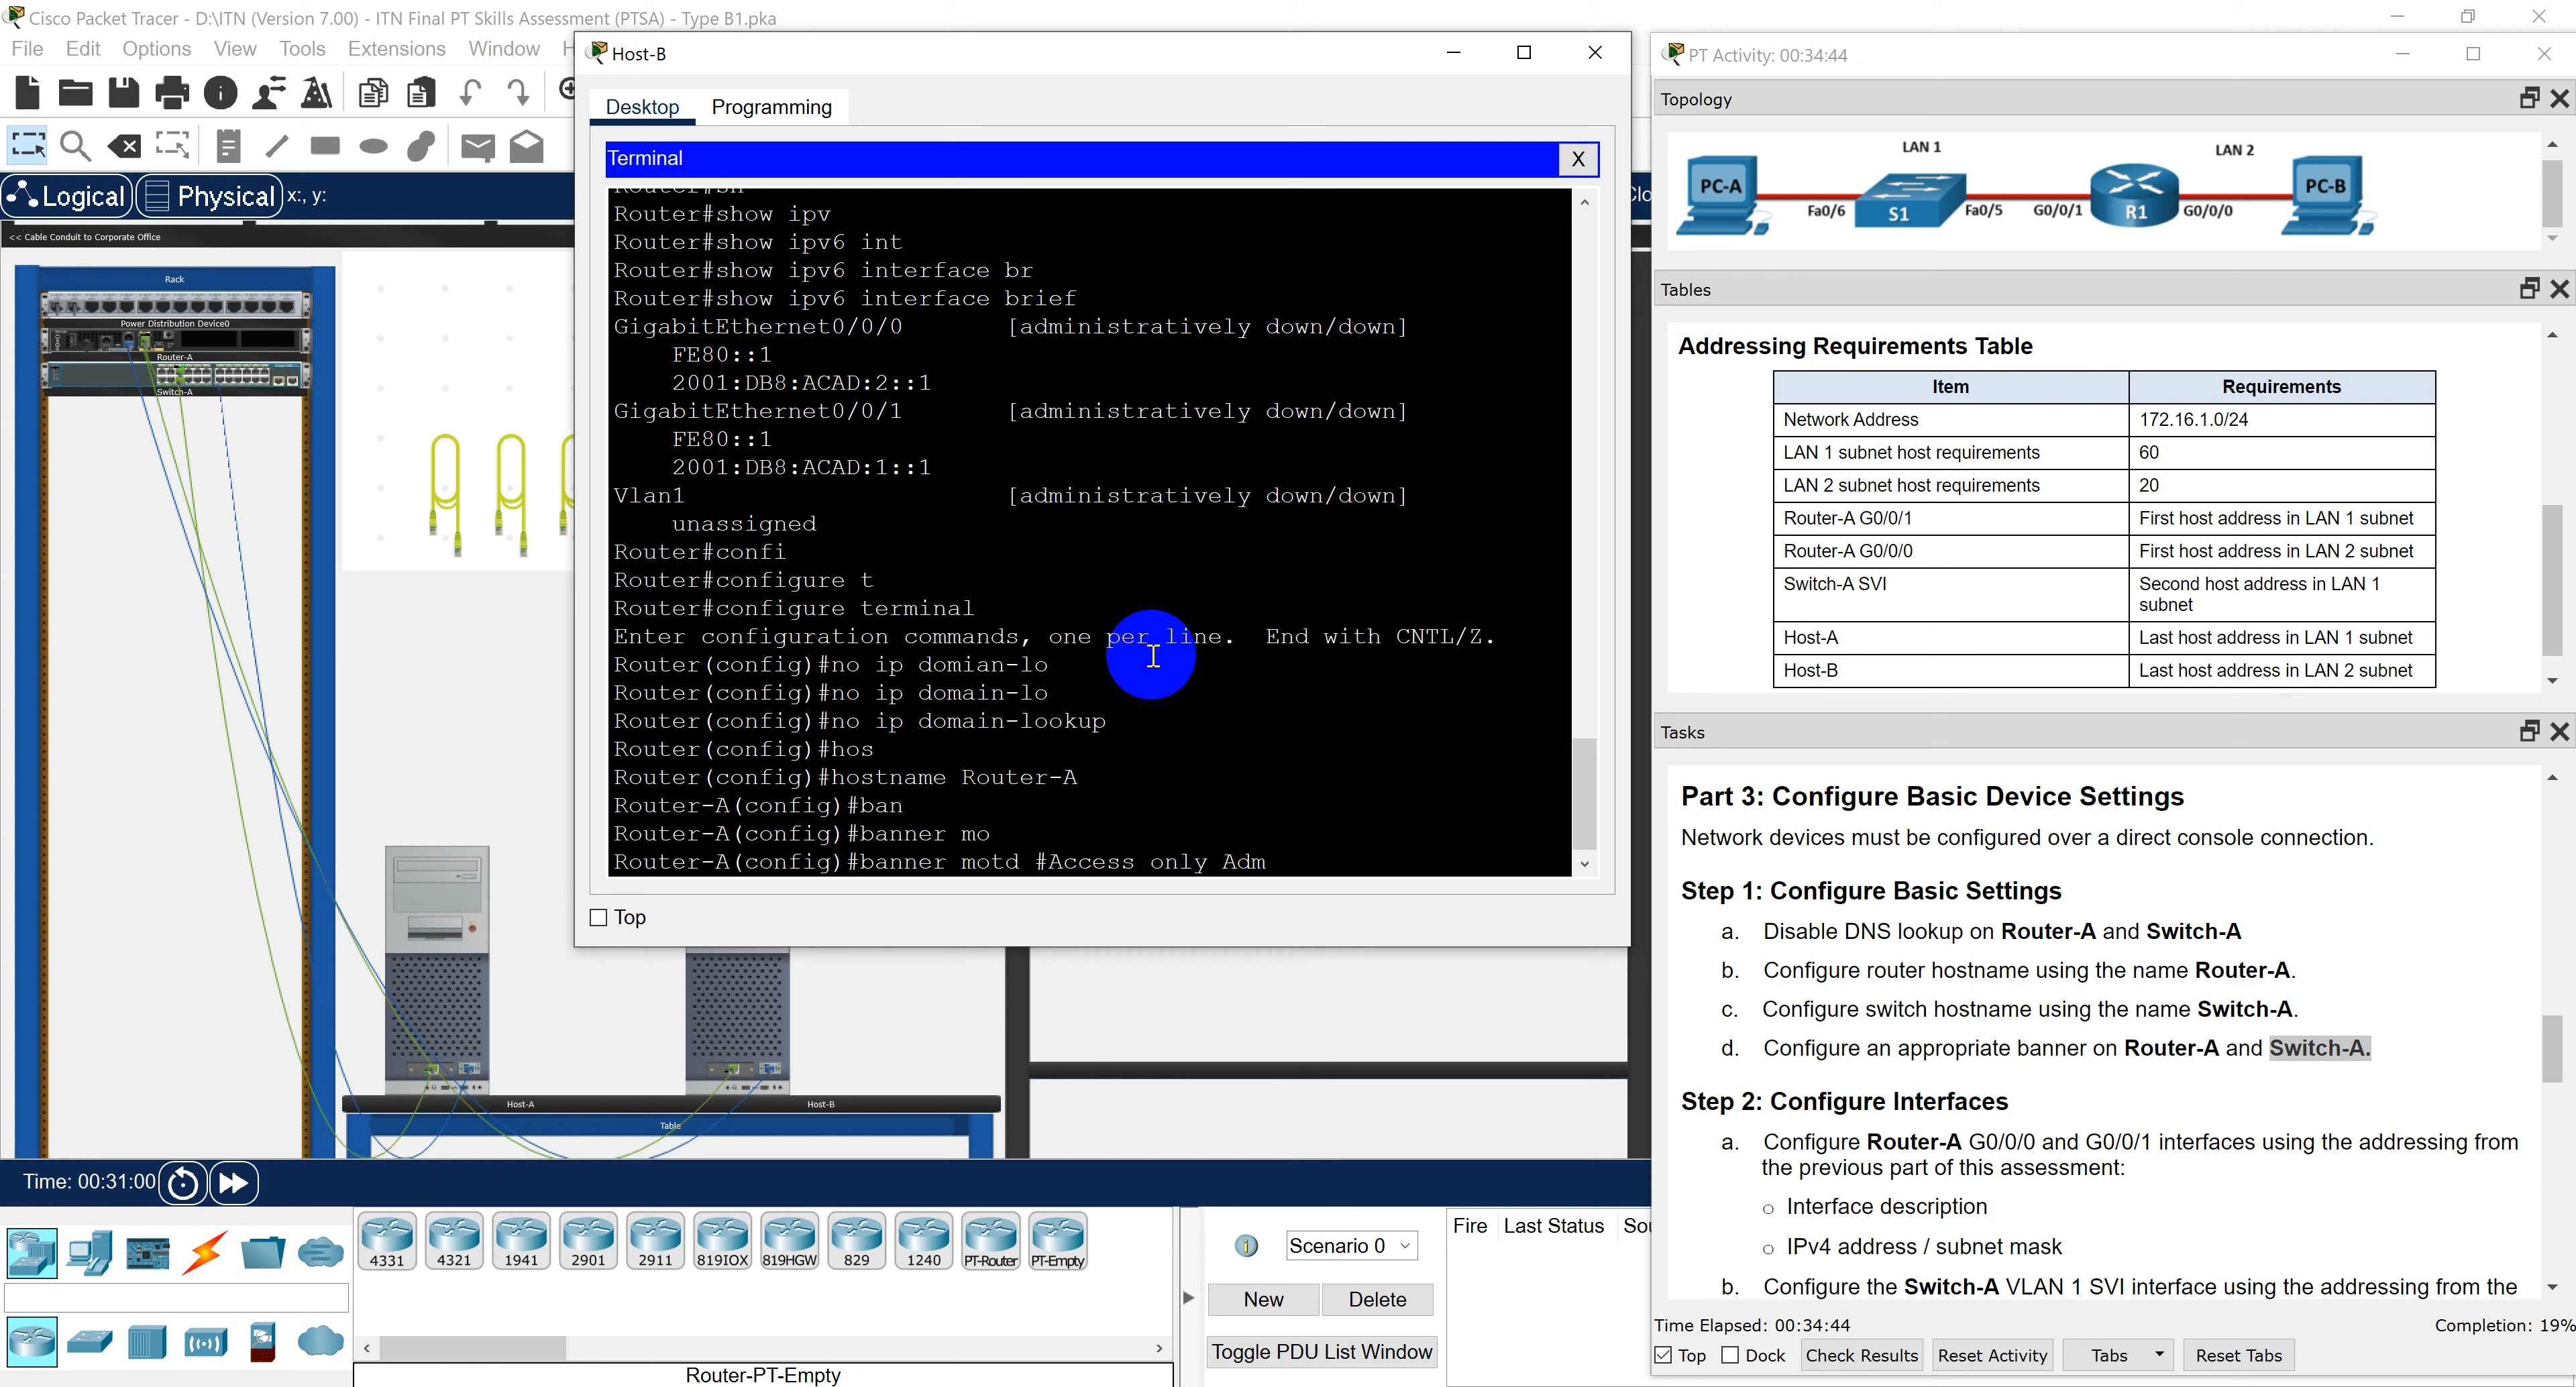 Cisco Packet Tracer - D:\ITN (Version 7.00) - ITN Final PT Skills Assessment (PTSA) - Type B1.pka
File Edit Options View Tools Extensions Window
Logical Physical x:, y:
<< Cable Conduit to Corporate Office
Rack
Power Distribution Device0
Router-A
Switch-A
Host-A
Host-B
Table
Host-B
Desktop Programming
Terminal
X
Router#show ipv
Router#show ipv6 int
Router#show ipv6 interface br
Router#show ipv6 interface brief
GigabitEthernet0/0/0 [administratively down/down]
FE80::1
2001:DB8:ACAD:2::1
GigabitEthernet0/0/1 [administratively down/down]
FE80::1
2001:DB8:ACAD:1::1
Vlan1 [administratively down/down]
unassigned
Router#confi
Router#configure t
Router#configure terminal
Enter configuration commands, one per line. End with CNTL/Z.
Router(config)#no ip domian-lo
Router(config)#no ip domain-lo
Router(config)#no ip domain-lookup
Router(config)#hos
Router(config)#hostname Router-A
Router-A(config)#ban
Router-A(config)#banner mo
Router-A(config)#banner motd #Access only Adm
Top
PT Activity: 00:34:44
Topology
LAN 1
LAN 2
PC-A
Fa0/6
S1
Fa0/5
G0/0/1
R1
G0/0/0
PC-B
Tables
Addressing Requirements Table
Item Requirements
Network Address 172.16.1.0/24
LAN 1 subnet host requirements 60
LAN 2 subnet host requirements 20
Router-A G0/0/1 First host address in LAN 1 subnet
Router-A G0/0/0 First host address in LAN 2 subnet
Switch-A SVI Second host address in LAN 1
subnet
Host-A Last host address in LAN 1 subnet
Host-B Last host address in LAN 2 subnet
Tasks
Part 3: Configure Basic Device Settings
Network devices must be configured over a direct console connection.
Step 1: Configure Basic Settings
a. Disable DNS lookup on Router-A and Switch-A
b. Configure router hostname using the name Router-A.
c. Configure switch hostname using the name Switch-A.
d. Configure an appropriate banner on Router-A and Switch-A.
Step 2: Configure Interfaces
a. Configure Router-A G0/0/0 and G0/0/1 interfaces using the addressing from
the previous part of this assessment:
o Interface description
o IPv4 address / subnet mask
b. Configure the Switch-A VLAN 1 SVI interface using the addressing from the
Time Elapsed: 00:34:44 Completion: 19%
Top Dock Check Results Reset Activity Tabs Reset Tabs
Time: 00:31:00
4331 4321 1941 2901 2911 819IOX 819HGW 829 1240 PT-Router PT-Empty
Router-PT-Empty
Scenario 0
New Delete
Toggle PDU List Window
Fire Last Status